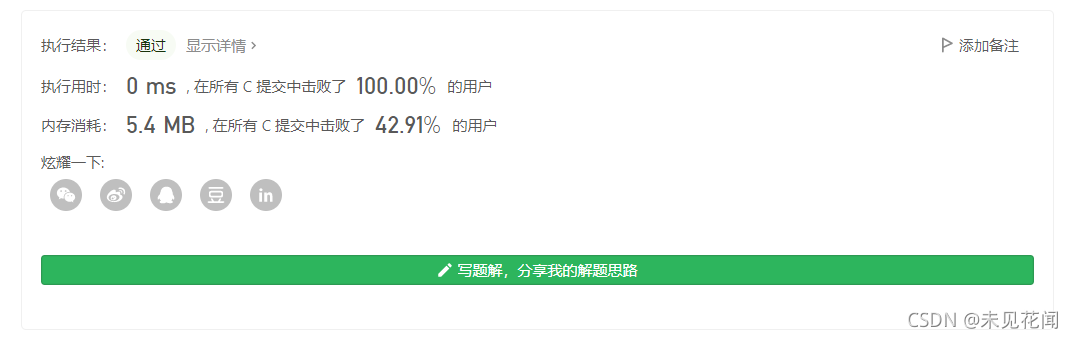 执行结果： 通过 显示详情 > 添加备注
执行用时： 0 ms , 在所有 C 提交中击败了 100.00% 的用户
内存消耗： 5.4 MB , 在所有 C 提交中击败了 42.91% 的用户
炫耀一下:
豆 in
写题解，分享我的解题思路
CSDN @未见花闻